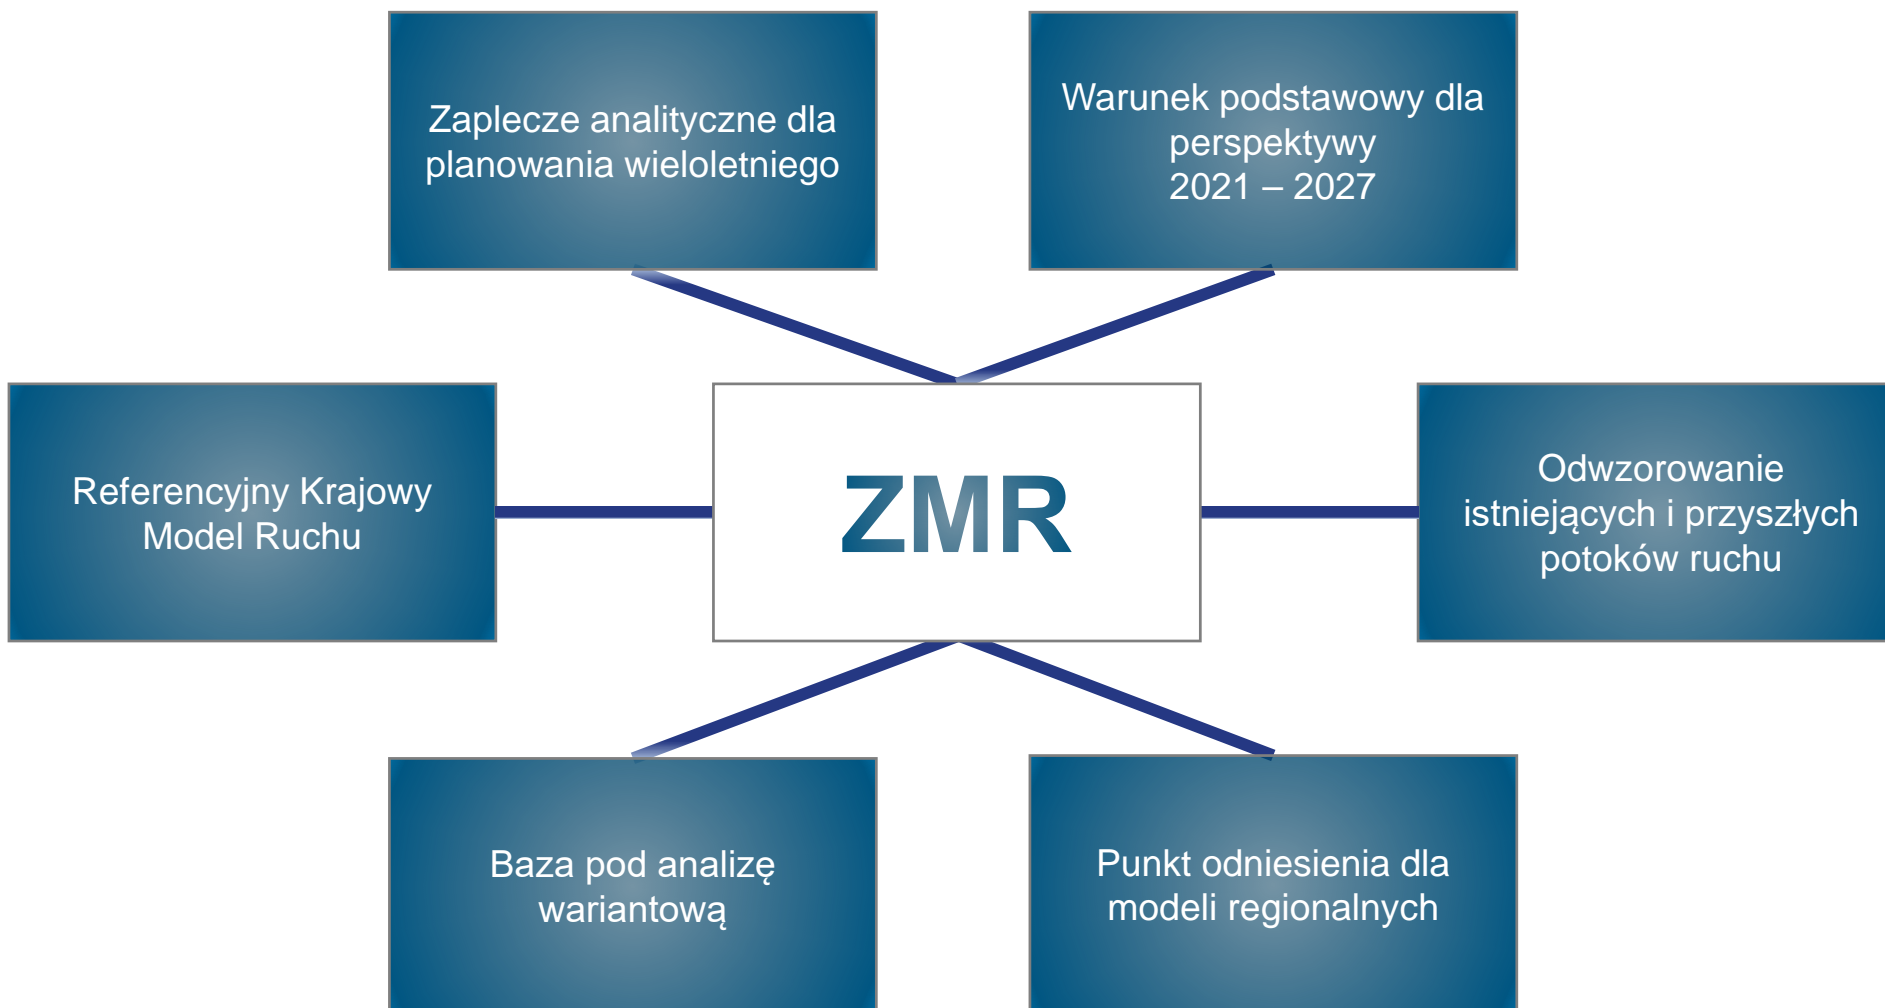 Zaplecze analityczne dla
planowania wieloletniego
Warunek podstawowy dla
perspektywy
2021 – 2027
Referencyjny Krajowy
Model Ruchu
ZMR
Odwzorowanie
istniejących i przyszłych
potoków ruchu
Baza pod analizę
wariantową
Punkt odniesienia dla
modeli regionalnych